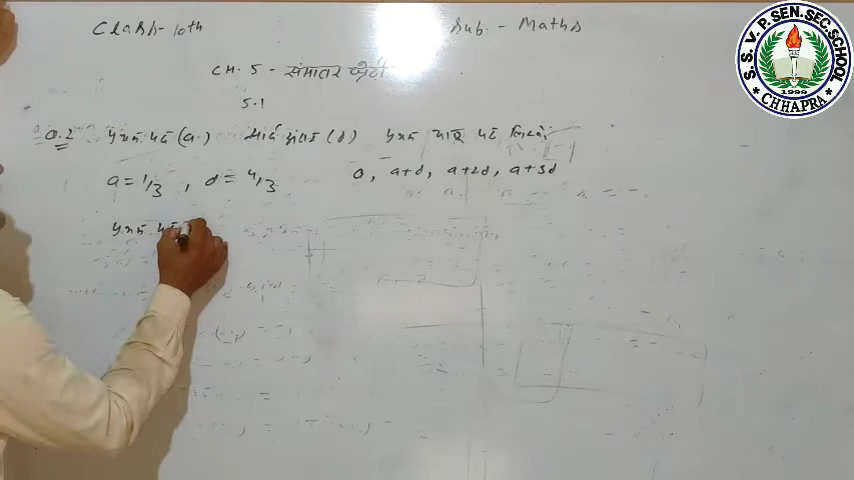 Class-10th Sub. - Maths
CH. 5 - समांतर श्रेढ़ी
5.1
Q.2 प्रथम पद (a) सार्व अंतर (d) प्रथम चार पद लिखो
a = 1/3 , d = 4/3 a, a+d, a+2d, a+3d
प्रथम पद
S. S. V. P. SEN. SEC. SCHOOL
1999
CHHAPRA